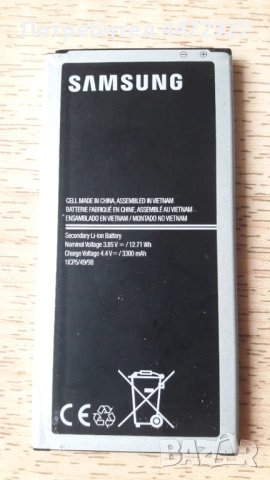 SAMSUNG
CELL MADE IN CHINA, ASSEMBLED IN VIETNAM
BATTERIE FABRIQUÉE EN CHINE, ASSEMBLÉ AU VIETNAM
ENSAMBLADO EN VIETNAM / MONTADO NO VIETNAM
Secondary Li-ion Battery
Nominal Voltage 3.85 V⎓ / 12.71 Wh
Charge Voltage 4.4 V⎓ / 3300 mAh
1ICP5/49/98
CE
BAZAR